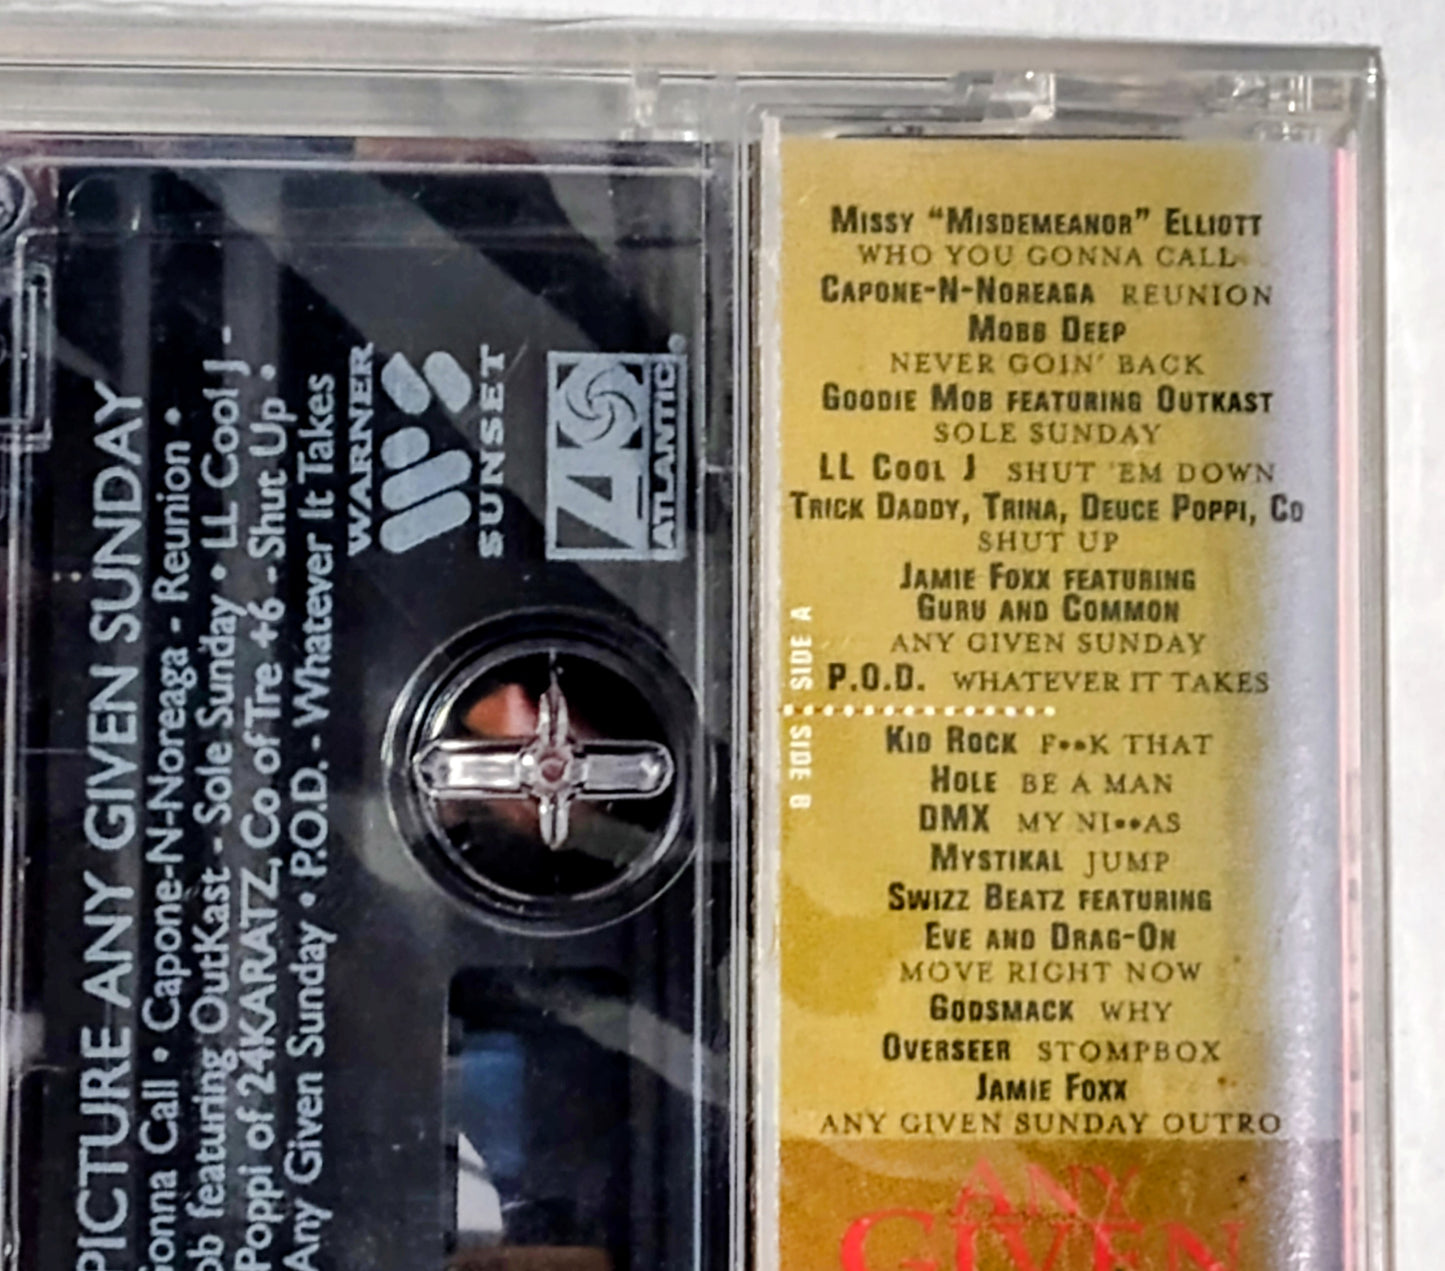 PICTURE ANY GIVEN SUNDAY
Gonna Call • Capone-N-Noreaga - Reunion •
ob featuring OutKast - Sole Sunday • LL Cool J -
Poppi of 24KARATZ, Co of Tre +6 - Shut Up •
Any Given Sunday • P.O.D. - Whatever It Takes
WARNER
SUNSET
ATLANTIC®
MISSY “MISDEMEANOR” ELLIOTT
WHO YOU GONNA CALL
CAPONE-N-NOREAGA REUNION
MOBB DEEP
NEVER GOIN' BACK
GOODIE MOB FEATURING OUTKAST
SOLE SUNDAY
LL COOL J SHUT 'EM DOWN
TRICK DADDY, TRINA, DEUCE POPPI, CO
SHUT UP
JAMIE FOXX FEATURING
GURU AND COMMON
ANY GIVEN SUNDAY
P.O.D. WHATEVER IT TAKES
SIDE A
SIDE B
KID ROCK F••K THAT
HOLE BE A MAN
DMX MY NI••AS
MYSTIKAL JUMP
SWIZZ BEATZ FEATURING
EVE AND DRAG-ON
MOVE RIGHT NOW
GODSMACK WHY
OVERSEER STOMPBOX
JAMIE FOXX
ANY GIVEN SUNDAY OUTRO
ANY
GIVEN